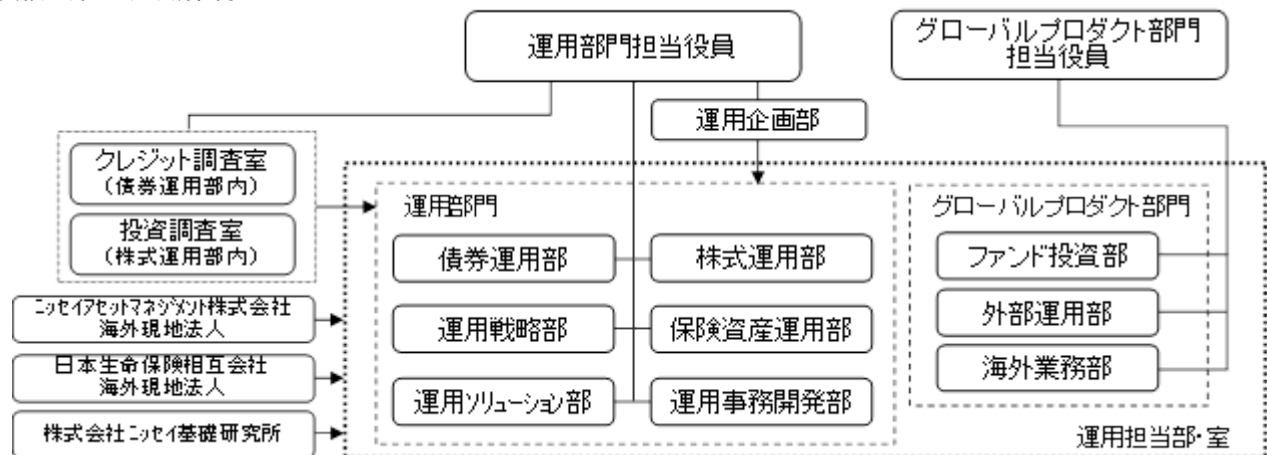 運用部門担当役員
グローバルプロダクト部門
担当役員
運用企画部
クレジット調査室
(債券運用部内)
投資調査室
(株式運用部内)
運用部門
債券運用部
株式運用部
運用戦略部
保険資産運用部
運用ソリューション部
運用事務開発部
グローバルプロダクト部門
ファンド投資部
外部運用部
海外業務部
ニッセイアセットマネジメント株式会社
海外現地法人
日本生命保険相互会社
海外現地法人
株式会社ニッセイ基礎研究所
運用担当部・室